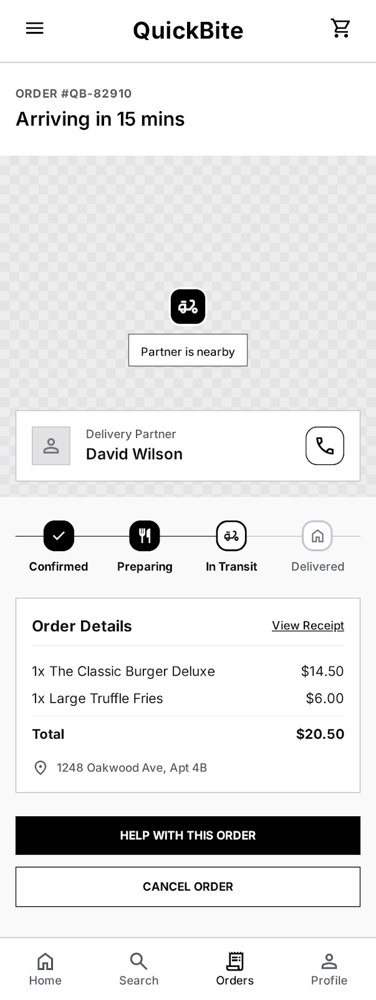 QuickBite
ORDER #QB-82910
Arriving in 15 mins
Partner is nearby
Delivery Partner
David Wilson
Confirmed Preparing In Transit Delivered
Order Details View Receipt
1x The Classic Burger Deluxe $14.50
1x Large Truffle Fries $6.00
Total $20.50
1248 Oakwood Ave, Apt 4B
HELP WITH THIS ORDER
CANCEL ORDER
Home Search Orders Profile